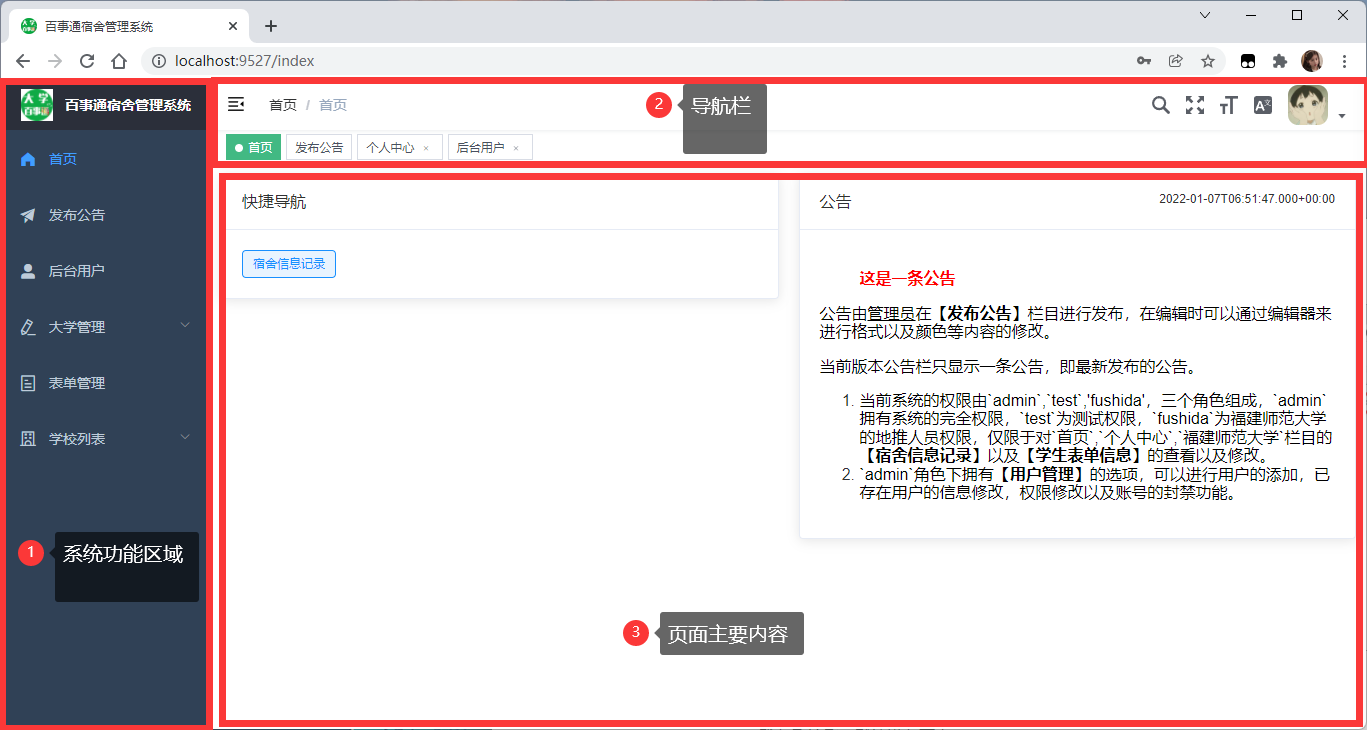 百事通宿舍管理系统
localhost:9527/index
大学
百事通
百事通宿舍管理系统
首页 / 首页
2
导航栏
首页
发布公告
个人中心 ×
后台用户 ×
首页
发布公告
后台用户
大学管理
表单管理
学校列表
1
系统功能区域
快捷导航
宿舍信息记录
公告
2022-01-07T06:51:47.000+00:00
这是一条公告
公告由管理员在【发布公告】栏目进行发布，在编辑时可以通过编辑器来
进行格式以及颜色等内容的修改。
当前版本公告栏只显示一条公告，即最新发布的公告。
1. 当前系统的权限由`admin`,`test`,'fushida'，三个角色组成，`admin`
拥有系统的完全权限，`test`为测试权限，`fushida`为福建师范大学
的地推人员权限，仅限于对`首页`,`个人中心`,`福建师范大学`栏目的
【宿舍信息记录】以及【学生表单信息】的查看以及修改。
2. `admin`角色下拥有【用户管理】的选项，可以进行用户的添加，已
存在用户的信息修改，权限修改以及账号的封禁功能。
3
页面主要内容